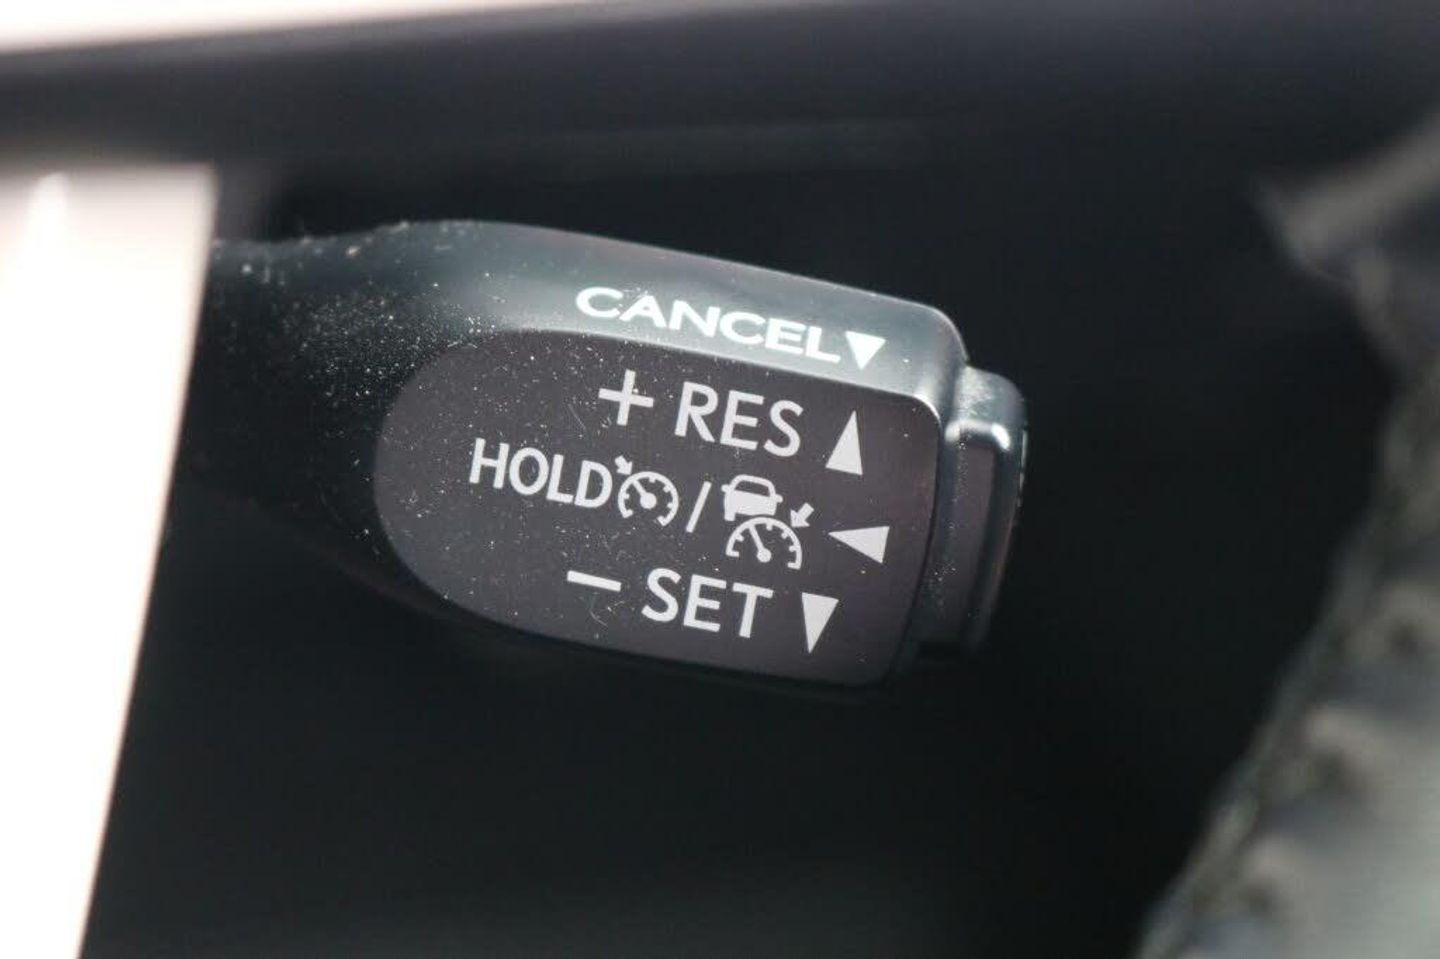 CANCEL▼
+ RES ▲
HOLD / ◀
− SET ▼